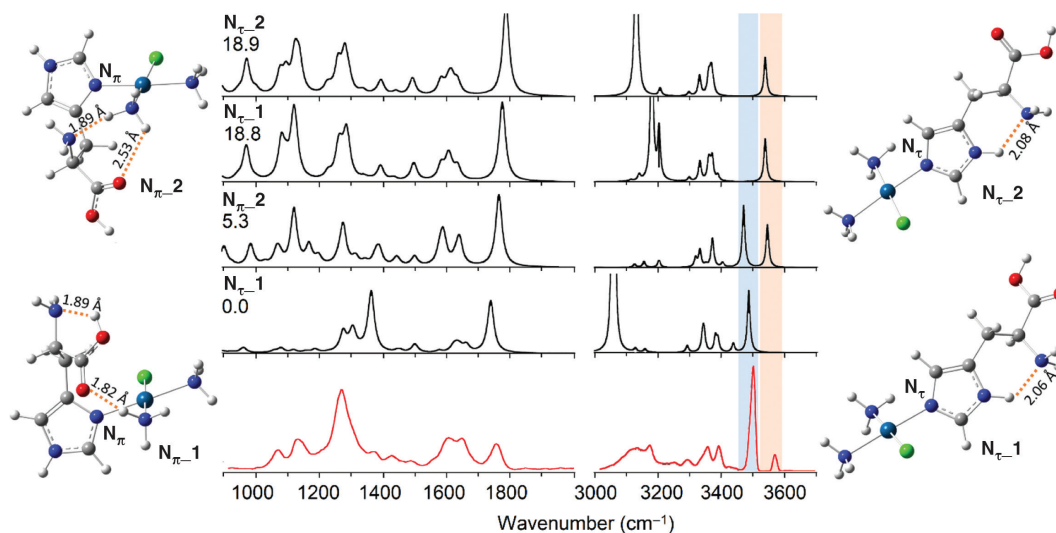 Nτ_2
18.9
Nτ_1
18.8
Nπ_2
5.3
Nτ_1
0.0
1000 1200 1400 1600 1800 3000 3200 3400 3600
Wavenumber (cm⁻¹)
Nπ
1.89 Å
2.53 Å
Nπ_2
1.89 Å
1.82 Å
Nπ
Nπ_1
Nτ
2.08 Å
Nτ_2
Nτ
2.06 Å
Nτ_1